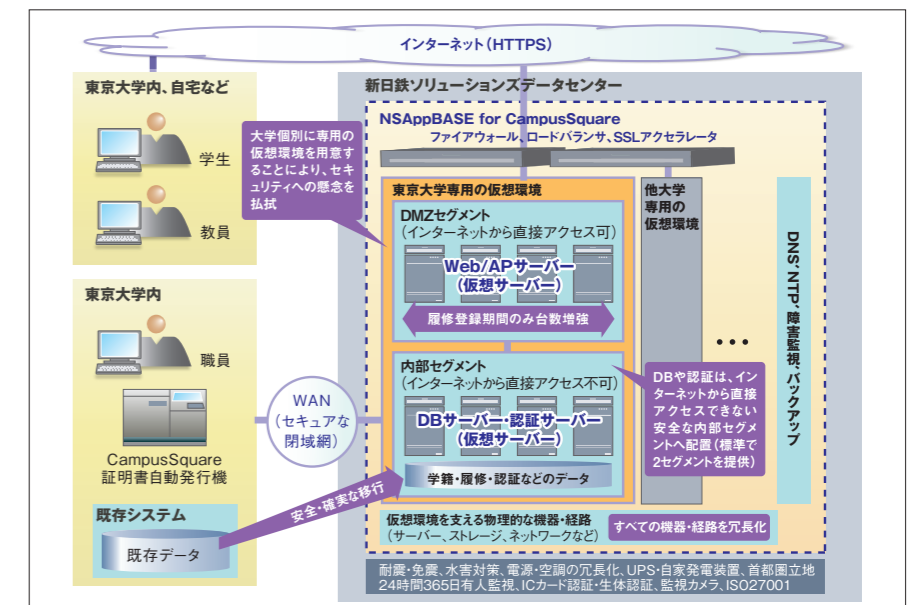 インターネット(HTTPS)
東京大学内、自宅など
学生
教員
東京大学内
職員
CampusSquare
証明書自動発行機
既存システム
既存データ
WAN
(セキュアな
閉域網)
安全・確実な移行
新日鉄ソリューションズデータセンター
NSAppBASE for CampusSquare
ファイアウォール、ロードバランサ、SSLアクセラレータ
大学個別に専用の
仮想環境を用意す
ることにより、セキ
ュリティへの懸念を
払拭
東京大学専用の仮想環境
DMZセグメント
(インターネットから直接アクセス可)
Web/APサーバー
(仮想サーバー)
履修登録期間のみ台数増強
内部セグメント
(インターネットから直接アクセス不可)
DBサーバー・認証サーバー
(仮想サーバー)
学籍・履修・認証などのデータ
他大学
専用の
仮想環境
•••
DBや認証は、イン
ターネットから直接
アクセスできない
安全な内部セグメ
ントへ配置(標準で
2セグメントを提供)
DNS、NTP、障害監視、バックアップ
仮想環境を支える物理的な機器・経路
(サーバー、ストレージ、ネットワークなど)
すべての機器・経路を冗長化
耐震・免震、水害対策、電源・空調の冗長化、UPS・自家発電装置、首都圏立地
24時間365日有人監視、ICカード認証・生体認証、監視カメラ、ISO27001